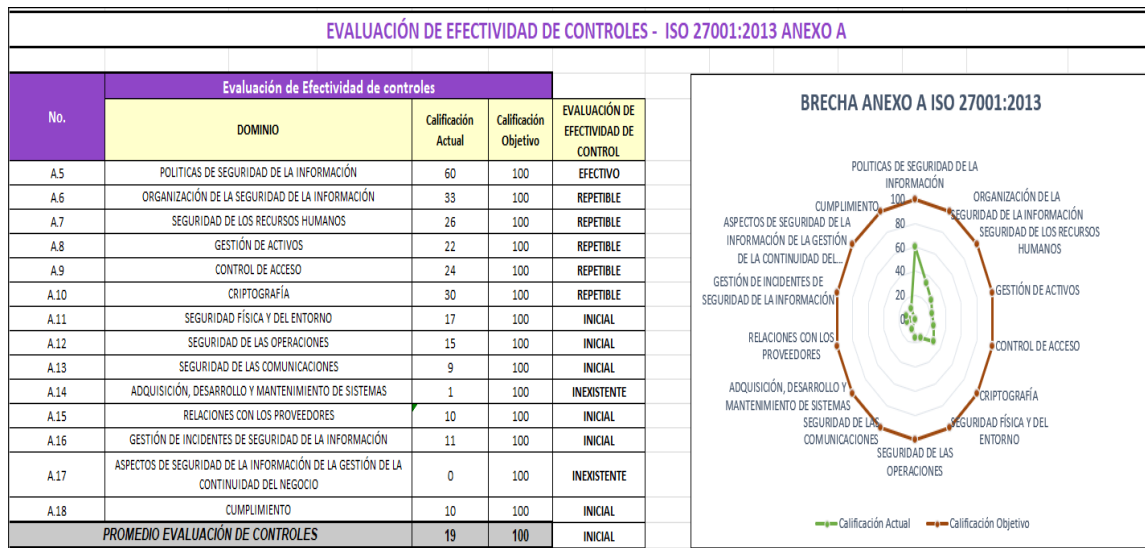 EVALUACIÓN DE EFECTIVIDAD DE CONTROLES - ISO 27001:2013 ANEXO A
No.
Evaluación de Efectividad de controles
DOMINIO
Calificación
Actual
Calificación
Objetivo
EVALUACIÓN DE
EFECTIVIDAD DE
CONTROL
A.5 POLITICAS DE SEGURIDAD DE LA INFORMACIÓN 60 100 EFECTIVO
A.6 ORGANIZACIÓN DE LA SEGURIDAD DE LA INFORMACIÓN 33 100 REPETIBLE
A.7 SEGURIDAD DE LOS RECURSOS HUMANOS 26 100 REPETIBLE
A.8 GESTIÓN DE ACTIVOS 22 100 REPETIBLE
A.9 CONTROL DE ACCESO 24 100 REPETIBLE
A.10 CRIPTOGRAFÍA 30 100 REPETIBLE
A.11 SEGURIDAD FÍSICA Y DEL ENTORNO 17 100 INICIAL
A.12 SEGURIDAD DE LAS OPERACIONES 15 100 INICIAL
A.13 SEGURIDAD DE LAS COMUNICACIONES 9 100 INICIAL
A.14 ADQUISICIÓN, DESARROLLO Y MANTENIMIENTO DE SISTEMAS 1 100 INEXISTENTE
A.15 RELACIONES CON LOS PROVEEDORES 10 100 INICIAL
A.16 GESTIÓN DE INCIDENTES DE SEGURIDAD DE LA INFORMACIÓN 11 100 INICIAL
A.17 ASPECTOS DE SEGURIDAD DE LA INFORMACIÓN DE LA GESTIÓN DE LA
CONTINUIDAD DEL NEGOCIO 0 100 INEXISTENTE
A.18 CUMPLIMIENTO 10 100 INICIAL
PROMEDIO EVALUACIÓN DE CONTROLES 19 100 INICIAL
BRECHA ANEXO A ISO 27001:2013
POLITICAS DE SEGURIDAD DE LA
INFORMACIÓN
ORGANIZACIÓN DE LA
SEGURIDAD DE LA INFORMACIÓN
SEGURIDAD DE LOS RECURSOS
HUMANOS
GESTIÓN DE ACTIVOS
CONTROL DE ACCESO
CRIPTOGRAFÍA
SEGURIDAD FÍSICA Y DEL
ENTORNO
SEGURIDAD DE LAS
OPERACIONES
SEGURIDAD DE LAS
COMUNICACIONES
ADQUISICIÓN, DESARROLLO Y
MANTENIMIENTO DE SISTEMAS
RELACIONES CON LOS
PROVEEDORES
GESTIÓN DE INCIDENTES DE
SEGURIDAD DE LA INFORMACIÓN
ASPECTOS DE SEGURIDAD DE LA
INFORMACIÓN DE LA GESTIÓN
DE LA CONTINUIDAD DEL...
CUMPLIMIENTO
100
80
60
40
20
0
Calificación Actual
Calificación Objetivo